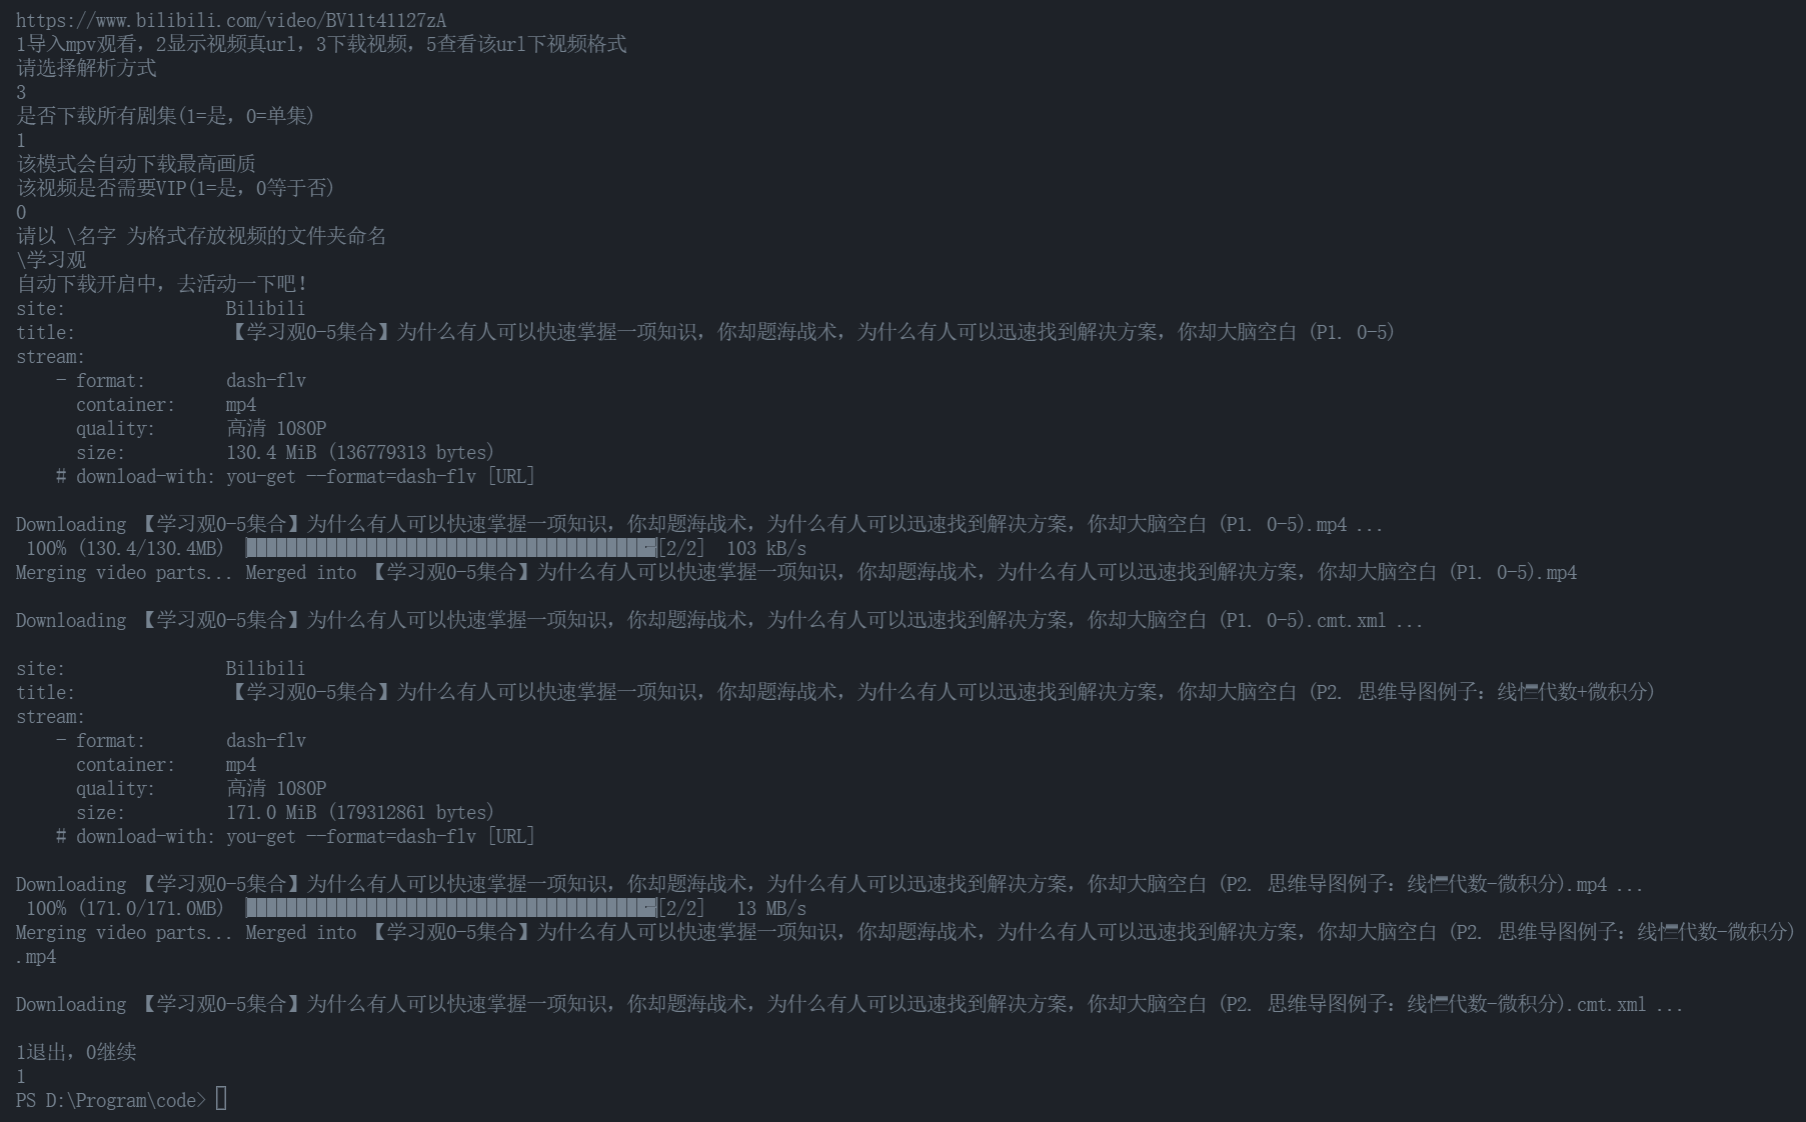 https://www.bilibili.com/video/BV11t41127zA
1导入mpv观看，2显示视频真url，3下载视频，5查看该url下视频格式
请选择解析方式
3
是否下载所有剧集(1=是，0=单集)
1
该模式会自动下载最高画质
该视频是否需要VIP(1=是，0等于否)
0
请以 \名字 为格式存放视频的文件夹命名
\学习观
自动下载开启中，去活动一下吧！
site: Bilibili
title: 【学习观0-5集合】为什么有人可以快速掌握一项知识，你却题海战术，为什么有人可以迅速找到解决方案，你却大脑空白 (P1. 0-5)
stream:
- format: dash-flv
container: mp4
quality: 高清 1080P
size: 130.4 MiB (136779313 bytes)
# download-with: you-get --format=dash-flv [URL]
Downloading 【学习观0-5集合】为什么有人可以快速掌握一项知识，你却题海战术，为什么有人可以迅速找到解决方案，你却大脑空白 (P1. 0-5).mp4 ...
100% (130.4/130.4MB) [2/2] 103 kB/s
Merging video parts... Merged into 【学习观0-5集合】为什么有人可以快速掌握一项知识，你却题海战术，为什么有人可以迅速找到解决方案，你却大脑空白 (P1. 0-5).mp4
Downloading 【学习观0-5集合】为什么有人可以快速掌握一项知识，你却题海战术，为什么有人可以迅速找到解决方案，你却大脑空白 (P1. 0-5).cmt.xml ...
site: Bilibili
title: 【学习观0-5集合】为什么有人可以快速掌握一项知识，你却题海战术，为什么有人可以迅速找到解决方案，你却大脑空白 (P2. 思维导图例子：线代数+微积分)
stream:
- format: dash-flv
container: mp4
quality: 高清 1080P
size: 171.0 MiB (179312861 bytes)
# download-with: you-get --format=dash-flv [URL]
Downloading 【学习观0-5集合】为什么有人可以快速掌握一项知识，你却题海战术，为什么有人可以迅速找到解决方案，你却大脑空白 (P2. 思维导图例子：线代数-微积分).mp4 ...
100% (171.0/171.0MB) [2/2] 13 MB/s
Merging video parts... Merged into 【学习观0-5集合】为什么有人可以快速掌握一项知识，你却题海战术，为什么有人可以迅速找到解决方案，你却大脑空白 (P2. 思维导图例子：线代数-微积分)
.mp4
Downloading 【学习观0-5集合】为什么有人可以快速掌握一项知识，你却题海战术，为什么有人可以迅速找到解决方案，你却大脑空白 (P2. 思维导图例子：线代数-微积分).cmt.xml ...
1退出，0继续
1
PS D:\Program\code>